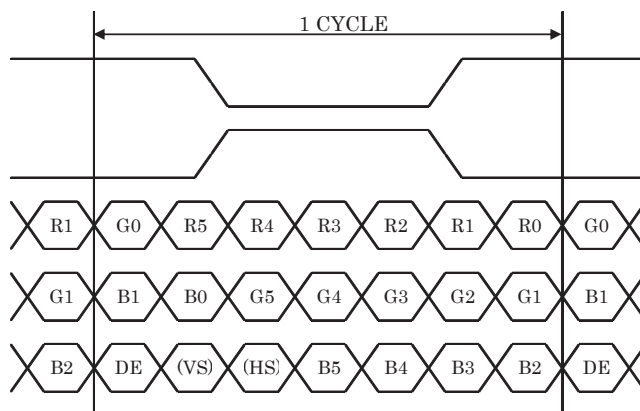 1 CYCLE
R1 G0 R5 R4 R3 R2 R1 R0 G0
G1 B1 B0 G5 G4 G3 G2 G1 B1
B2 DE (VS) (HS) B5 B4 B3 B2 DE